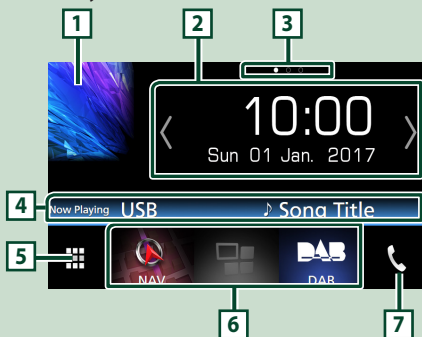 1 2 3
10:00
Sun 01 Jan. 2017
4 Now Playing USB ♪ Song Title
5
DAB
NAV DAB
6 7